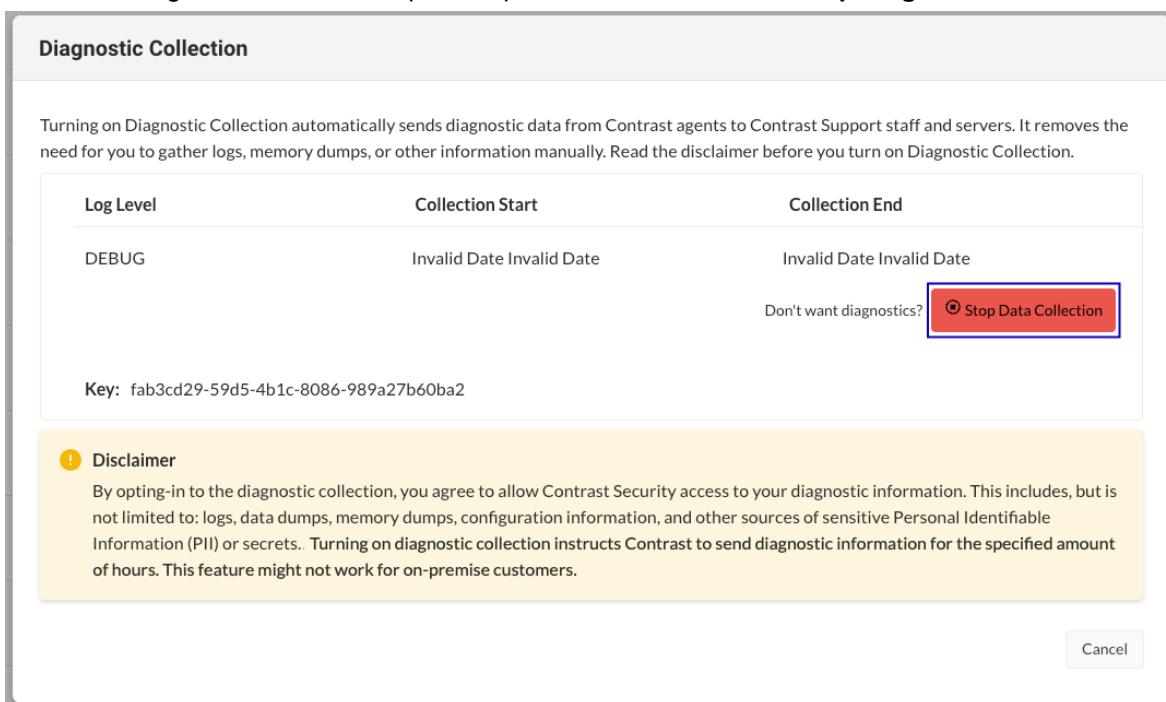 Diagnostic Collection
Turning on Diagnostic Collection automatically sends diagnostic data from Contrast agents to Contrast Support staff and servers. It removes the
need for you to gather logs, memory dumps, or other information manually. Read the disclaimer before you turn on Diagnostic Collection.
Log Level Collection Start Collection End
DEBUG Invalid Date Invalid Date Invalid Date Invalid Date
Don't want diagnostics? Stop Data Collection
Key: fab3cd29-59d5-4b1c-8086-989a27b60ba2
Disclaimer
By opting-in to the diagnostic collection, you agree to allow Contrast Security access to your diagnostic information. This includes, but is
not limited to: logs, data dumps, memory dumps, configuration information, and other sources of sensitive Personal Identifiable
Information (PII) or secrets.. Turning on diagnostic collection instructs Contrast to send diagnostic information for the specified amount
of hours. This feature might not work for on-premise customers.
Cancel